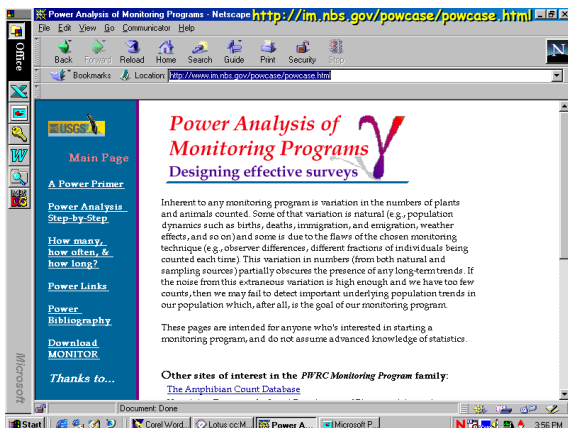 Power Analysis of Monitoring Programs - Netscape
http://im.nbs.gov/powcase/powcase.html
File Edit View Go Communicator Help
Back Forward Reload Home Search Guide Print Security Stop
N
Bookmarks Location: http://www.im.nbs.gov/powcase/powcase.html
Office
Microsoft
USGS
Main Page
A Power Primer
Power Analysis
Step-by-Step
How many,
how often, &
how long?
Power Links
Power
Bibliography
Download
MONITOR
Thanks to...
Power Analysis of
Monitoring Programs
Designing effective surveys
Inherent to any monitoring program is variation in the numbers of plants
and animals counted. Some of that variation is natural (e.g., population
dynamics such as births, deaths, immigration, and emigration, weather
effects, and so on) and some is due to the flaws of the chosen monitoring
technique (e.g., observer differences, different fractions of individuals being
counted each time). This variation in numbers (from both natural and
sampling sources) partially obscures the presence of any long-term trends. If
the noise from this extraneous variation is high enough and we have too few
counts, then we may fail to detect important underlying population trends in
our population which, after all, is the goal of our monitoring program.
These pages are intended for anyone who's interested in starting a
monitoring program, and do not assume advanced knowledge of statistics.
Other sites of interest in the PWRC Monitoring Program family:
The Amphibian Count Database
Document: Done
Start Corel Word... Lotus cc:M... Power A... Microsoft P... 3:56 PM